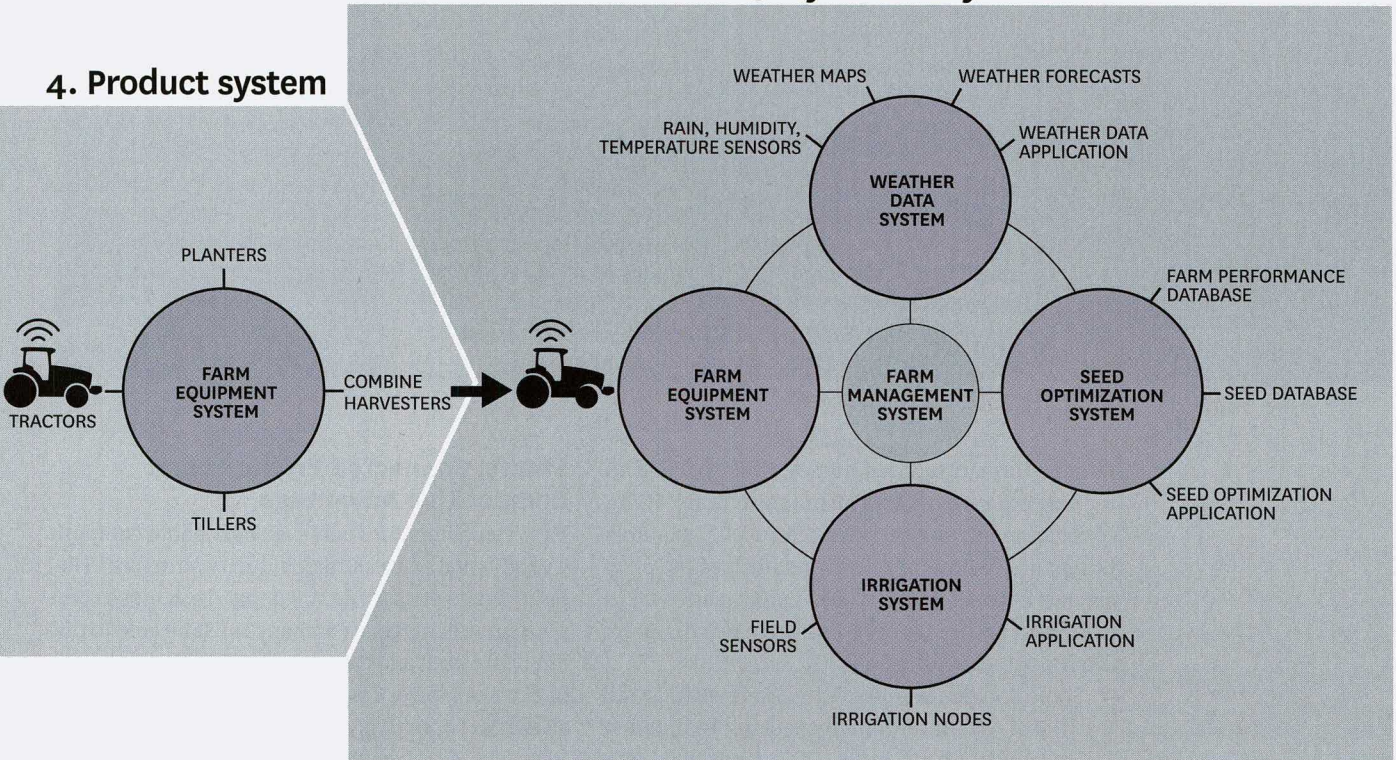 4. Product system
PLANTERS
TRACTORS
FARM
EQUIPMENT
SYSTEM
COMBINE
HARVESTERS
TILLERS
WEATHER MAPS
WEATHER FORECASTS
RAIN, HUMIDITY,
TEMPERATURE SENSORS
WEATHER DATA
APPLICATION
WEATHER
DATA
SYSTEM
FARM
EQUIPMENT
SYSTEM
FARM
MANAGEMENT
SYSTEM
SEED
OPTIMIZATION
SYSTEM
FARM PERFORMANCE
DATABASE
SEED DATABASE
SEED OPTIMIZATION
APPLICATION
IRRIGATION
SYSTEM
FIELD
SENSORS
IRRIGATION
APPLICATION
IRRIGATION NODES